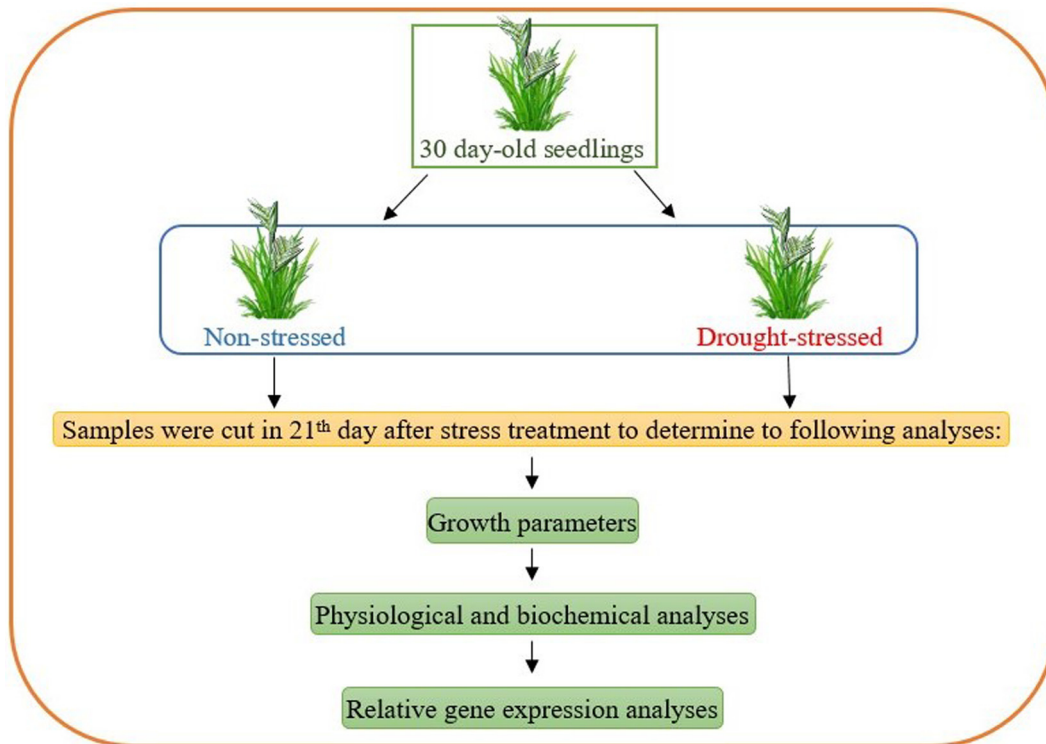 30 day-old seedlings
Non-stressed
Drought-stressed
Samples were cut in 21th day after stress treatment to determine to following analyses:
Growth parameters
Physiological and biochemical analyses
Relative gene expression analyses